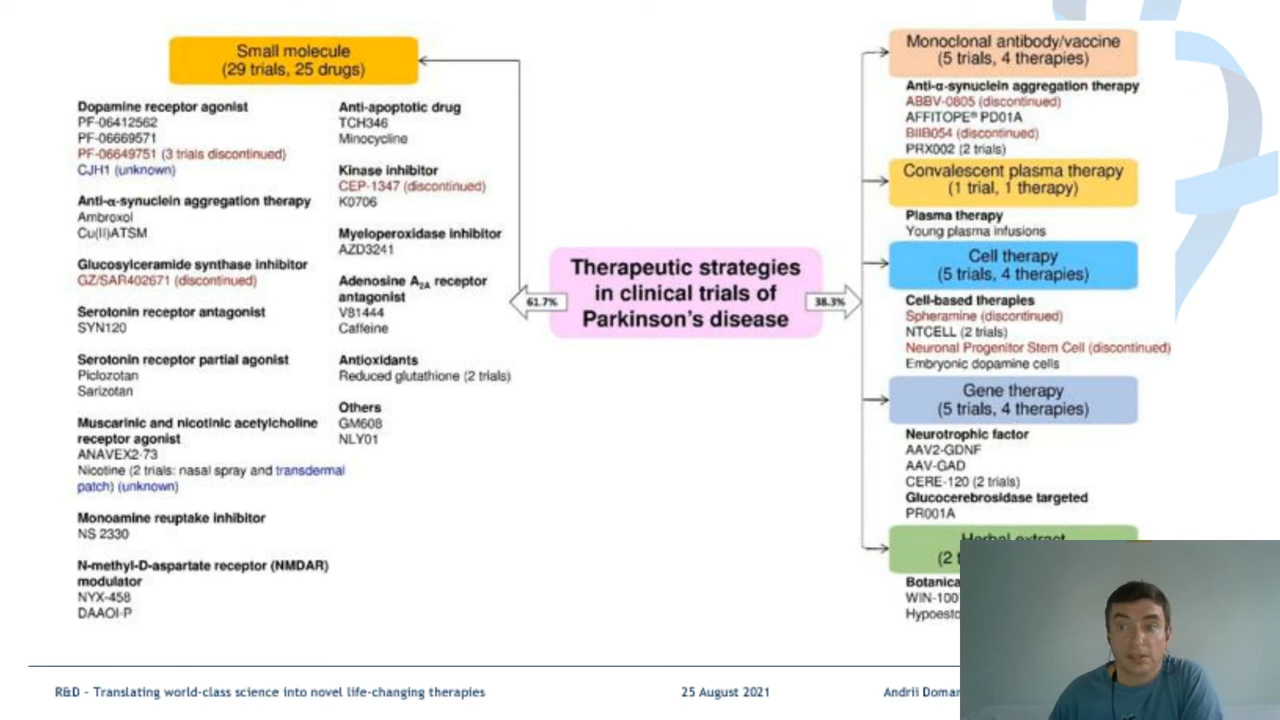 Small molecule
(29 trials, 25 drugs)
Dopamine receptor agonist
PF-06412562
PF-06669571
PF-06649751 (3 trials discontinued)
CJH1 (unknown)
Anti-α-synuclein aggregation therapy
Ambroxol
Cu(II)ATSM
Glucosylceramide synthase inhibitor
GZ/SAR402671 (discontinued)
Serotonin receptor antagonist
SYN120
Serotonin receptor partial agonist
Piclozotan
Sarizotan
Muscarinic and nicotinic acetylcholine
receptor agonist
ANAVEX2-73
Nicotine (2 trials: nasal spray and transdermal
patch) (unknown)
Monoamine reuptake inhibitor
NS 2330
N-methyl-D-aspartate receptor (NMDAR)
modulator
NYX-458
DAAOI-P
Anti-apoptotic drug
TCH346
Minocycline
Kinase inhibitor
CEP-1347 (discontinued)
K0706
Myeloperoxidase inhibitor
AZD3241
Adenosine A2A receptor
antagonist
V81444
Caffeine
Antioxidants
Reduced glutathione (2 trials)
Others
GM608
NLY01
61.7%
Therapeutic strategies
in clinical trials of
Parkinson's disease
38.3%
Monoclonal antibody/vaccine
(5 trials, 4 therapies)
Anti-α-synuclein aggregation therapy
ABBV-0805 (discontinued)
AFFITOPE® PD01A
BIIB054 (discontinued)
PRX002 (2 trials)
Convalescent plasma therapy
(1 trial, 1 therapy)
Plasma therapy
Young plasma infusions
Cell therapy
(5 trials, 4 therapies)
Cell-based therapies
Spheramine (discontinued)
NTCELL (2 trials)
Neuronal Progenitor Stem Cell (discontinued)
Embryonic dopamine cells
Gene therapy
(5 trials, 4 therapies)
Neurotrophic factor
AAV2-GDNF
AAV-GAD
CERE-120 (2 trials)
Glucocerebrosidase targeted
PR001A
Herbal extract
(2
Botanica
WIN-100
Hypoest
R&D - Translating world-class science into novel life-changing therapies
25 August 2021
Andrii Domar